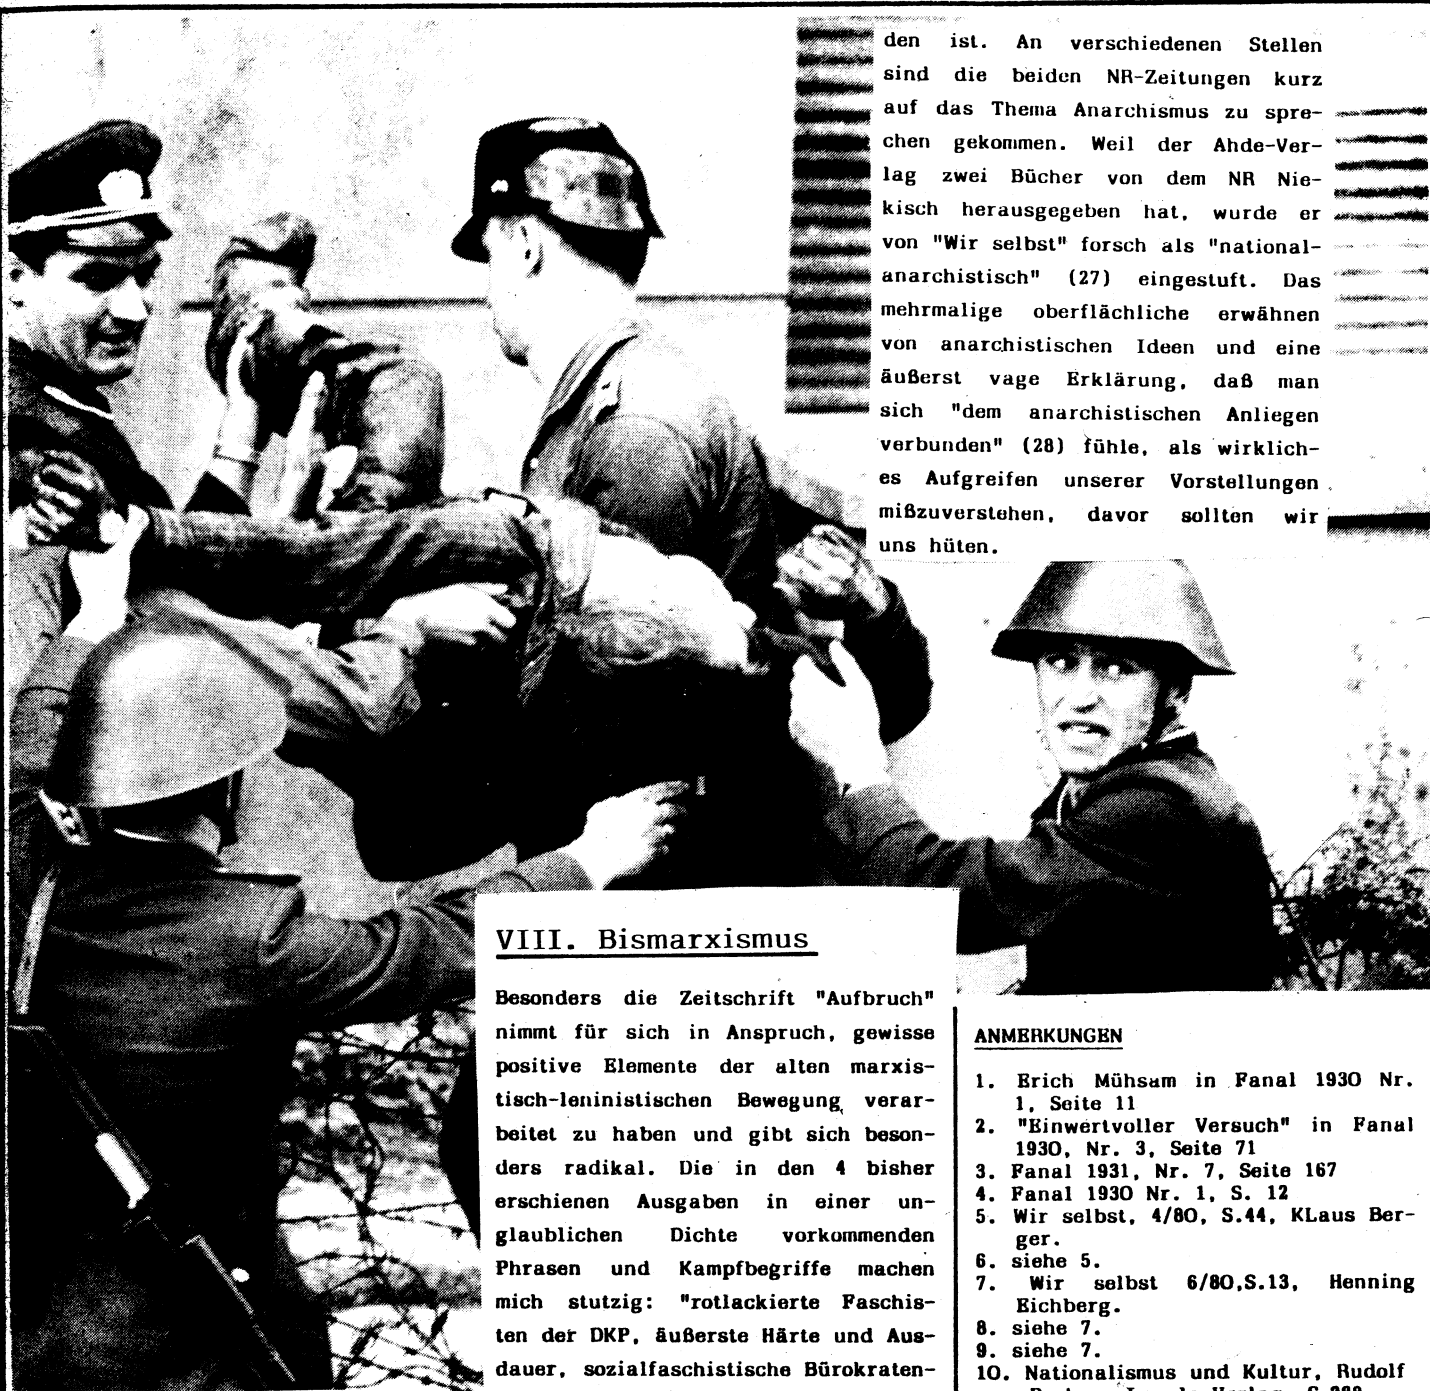 den ist. An verschiedenen Stellen
sind die beiden NR-Zeitungen kurz
auf das Thema Anarchismus zu spre-
chen gekommen. Weil der Ahde-Ver-
lag zwei Bücher von dem NR Nie-
kisch herausgegeben hat, wurde er
von "Wir selbst" forsch als "national-
anarchistisch" (27) eingestuft. Das
mehrmalige oberflächliche erwähnen
von anarchistischen Ideen und eine
äußerst vage Erklärung, daß man
sich "dem anarchistischen Anliegen
verbunden" (28) fühle, als wirklich-
es Aufgreifen unserer Vorstellungen
mißzuverstehen, davor sollten wir
uns hüten.
VIII. Bismarxismus
Besonders die Zeitschrift "Aufbruch"
nimmt für sich in Anspruch, gewisse
positive Elemente der alten marxis-
tisch-leninistischen Bewegung verar-
beitet zu haben und gibt sich beson-
ders radikal. Die in den 4 bisher
erschienen Ausgaben in einer un-
glaublichen Dichte vorkommenden
Phrasen und Kampfbegriffe machen
mich stutzig: "rotlackierte Faschis-
ten der DKP, äußerste Härte und Aus-
dauer, sozialfaschistische Bürokraten-
ANMERKUNGEN
1. Erich Mühsam in Fanal 1930 Nr.
1, Seite 11
2. "Einwertvoller Versuch" in Fanal
1930, Nr. 3, Seite 71
3. Fanal 1931, Nr. 7, Seite 167
4. Fanal 1930 Nr. 1, S. 12
5. Wir selbst, 4/80, S.44, KLaus Ber-
ger.
6. siehe 5.
7. Wir selbst 6/80,S.13, Henning
Eichberg.
8. siehe 7.
9. siehe 7.
10. Nationalismus und Kultur, Rudolf